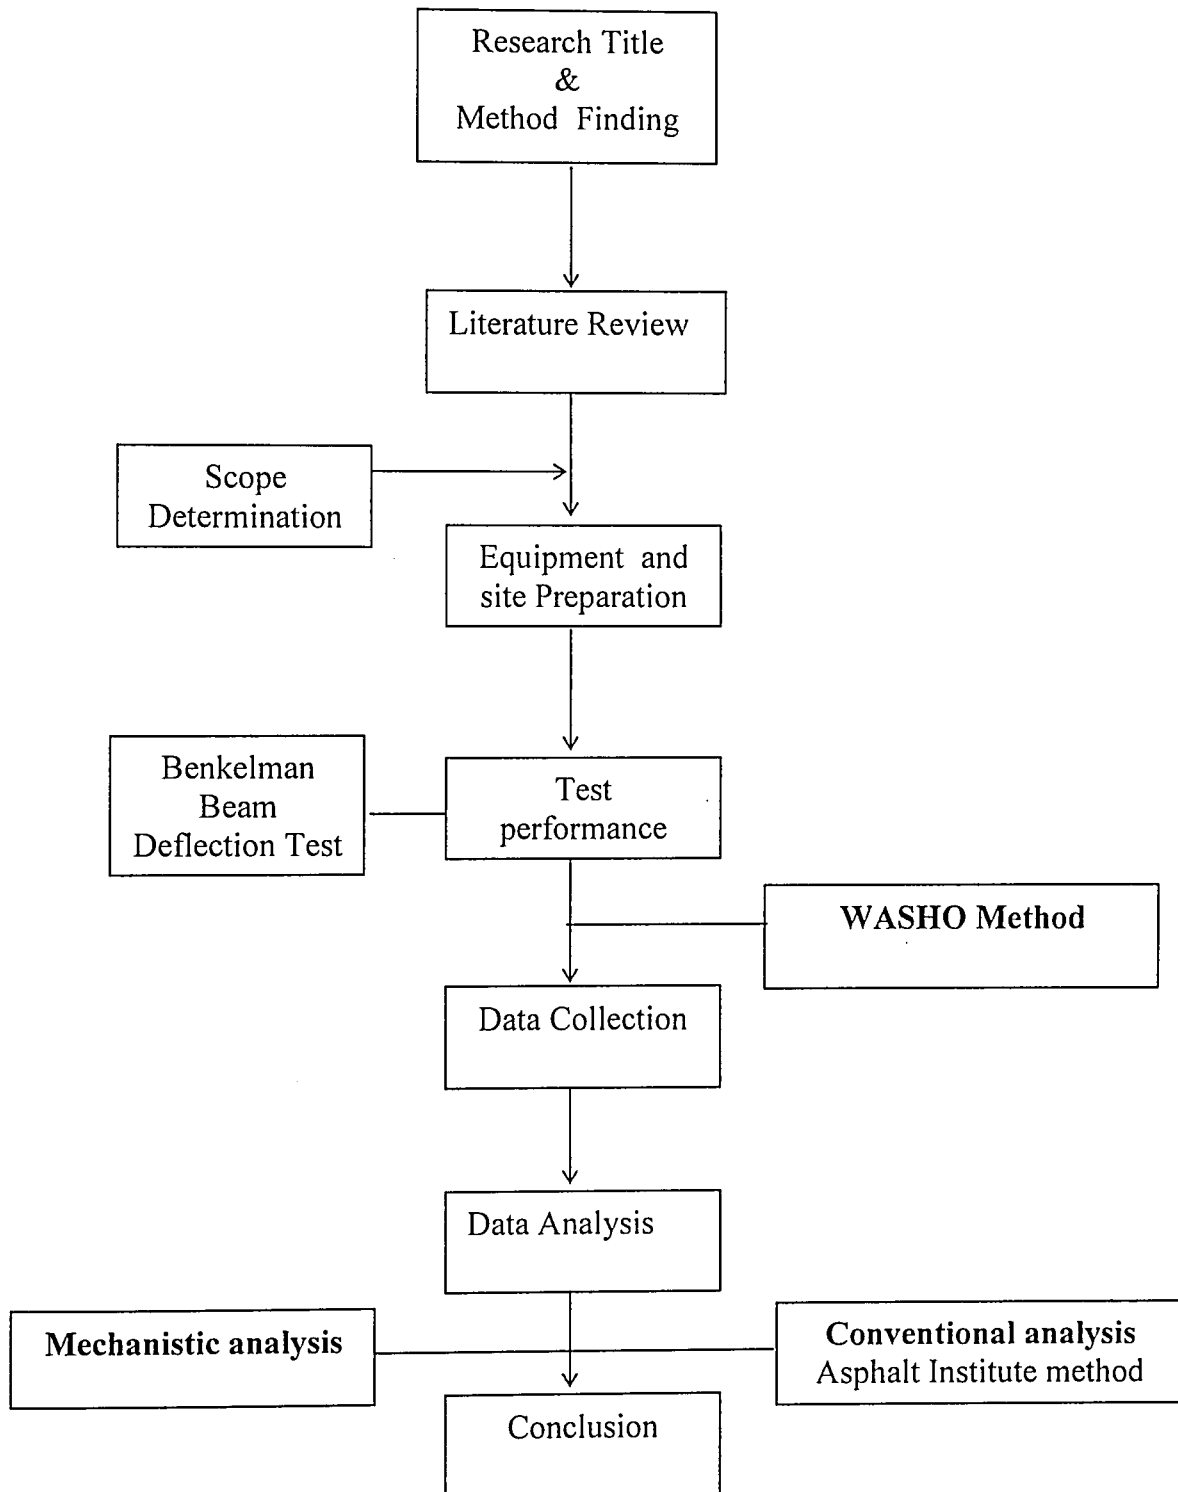 Research Title
&
Method Finding
Literature Review
Scope
Determination
Equipment and
site Preparation
Benkelman
Beam
Deflection Test
Test
performance
WASHO Method
Data Collection
Data Analysis
Mechanistic analysis
Conventional analysis
Asphalt Institute method
Conclusion